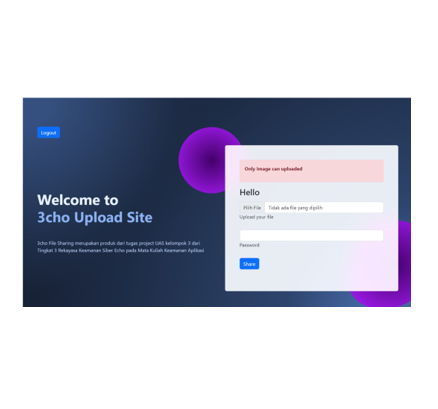 Logout
Welcome to
3cho Upload Site
3cho File Sharing merupakan produk dari tugas project UAS kelompok 3 dari
Tingkat 3 Rekayasa Keamanan Siber Echo pada Mata Kuliah Keamanan Aplikasi
Only image can uploaded
Hello
Pilih File Tidak ada file yang dipilih
Upload your file
Password
Share